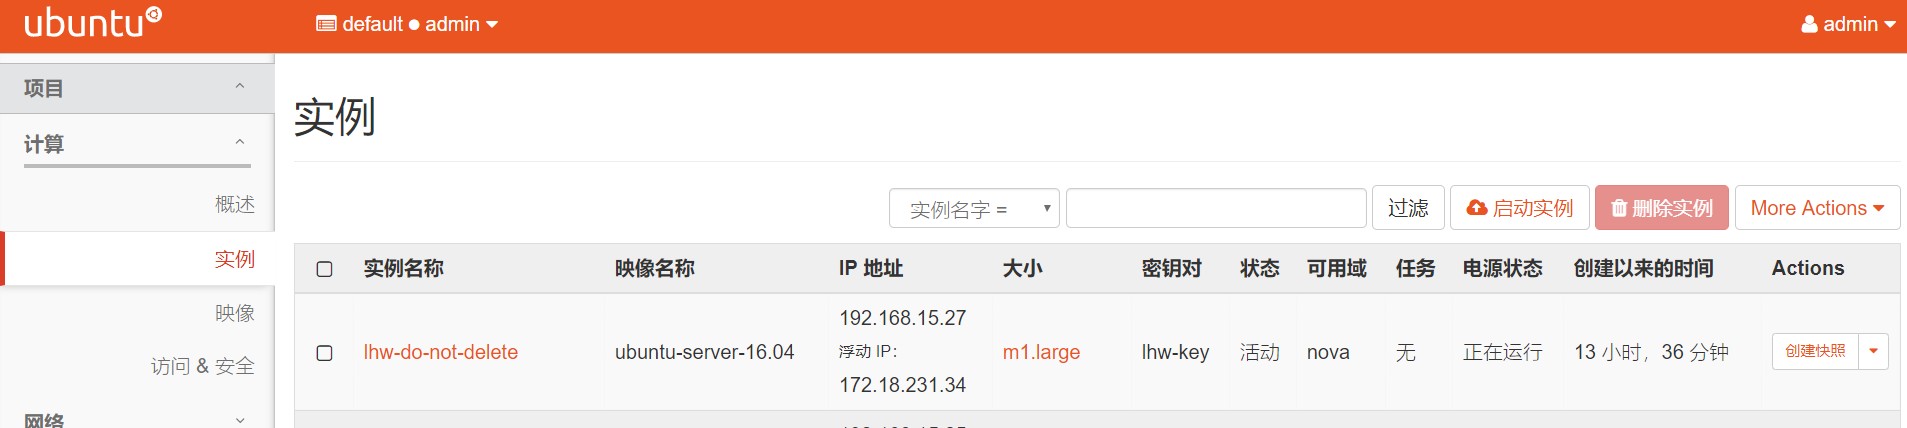 ubuntu
default ● admin
admin
项目
计算
概述
实例
映像
访问 & 安全
网络
实例
实例名字 =
过滤
启动实例
删除实例
More Actions
实例名称 映像名称 IP 地址 大小 密钥对 状态 可用域 任务 电源状态 创建以来的时间 Actions
192.168.15.27
浮动 IP:
172.18.231.34
lhw-do-not-delete ubuntu-server-16.04 m1.large lhw-key 活动 nova 无 正在运行 13 小时，36 分钟 创建快照